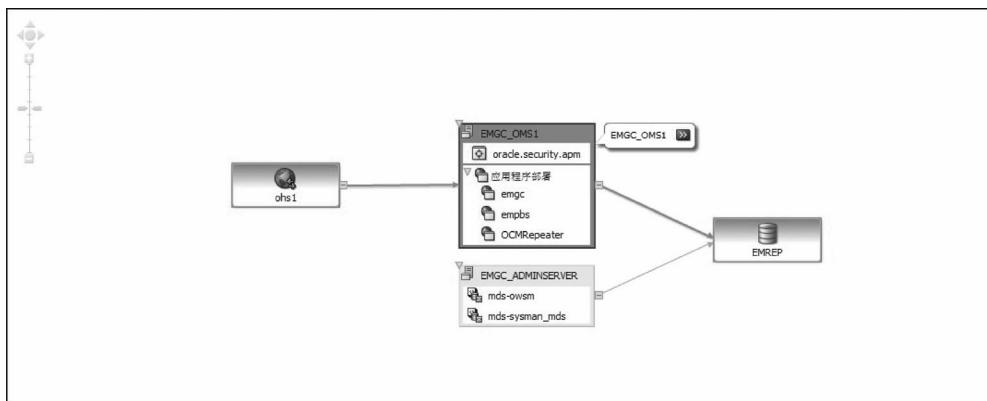 ohs1
EMGC_OMS1
oracle.security.apm
应用程序部署
emgc
empbs
OCMRepeater
EMGC_OMS1
EMGC_ADMINSERVER
mds-owsm
mds-sysman_mds
EMREP